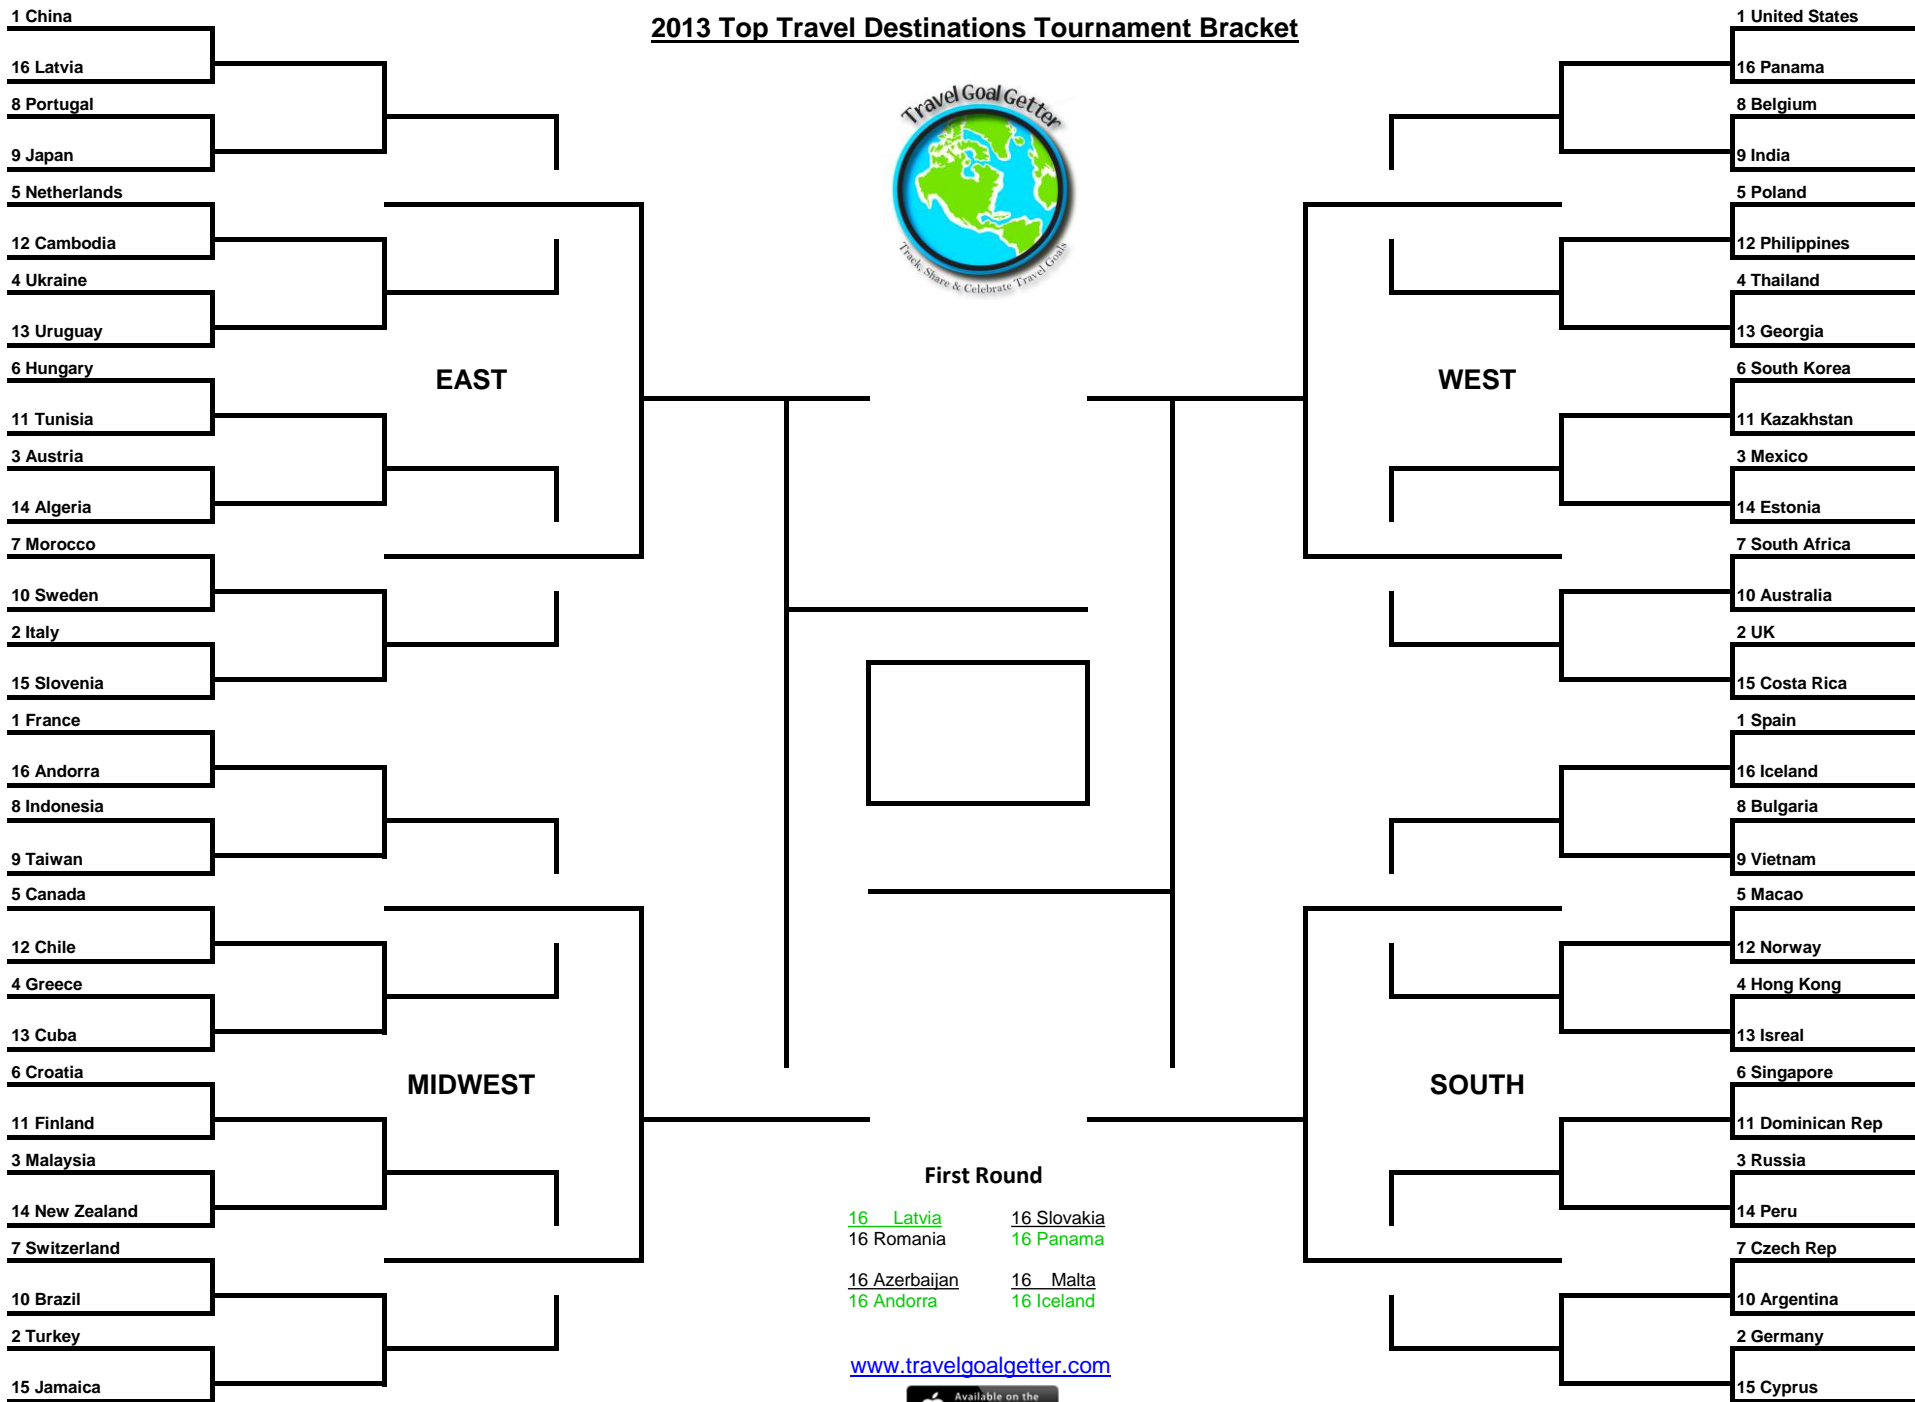 2013 Top Travel Destinations Tournament Bracket
Travel Goal Getter
Track, Share & Celebrate Travel Goals
1 China
16 Latvia
8 Portugal
9 Japan
5 Netherlands
12 Cambodia
4 Ukraine
13 Uruguay
6 Hungary
11 Tunisia
3 Austria
14 Algeria
7 Morocco
10 Sweden
2 Italy
15 Slovenia
EAST
1 France
16 Andorra
8 Indonesia
9 Taiwan
5 Canada
12 Chile
4 Greece
13 Cuba
6 Croatia
11 Finland
3 Malaysia
14 New Zealand
7 Switzerland
10 Brazil
2 Turkey
15 Jamaica
MIDWEST
1 United States
16 Panama
8 Belgium
9 India
5 Poland
12 Philippines
4 Thailand
13 Georgia
6 South Korea
11 Kazakhstan
3 Mexico
14 Estonia
7 South Africa
10 Australia
2 UK
15 Costa Rica
WEST
1 Spain
16 Iceland
8 Bulgaria
9 Vietnam
5 Macao
12 Norway
4 Hong Kong
13 Isreal
6 Singapore
11 Dominican Rep
3 Russia
14 Peru
7 Czech Rep
10 Argentina
2 Germany
15 Cyprus
SOUTH
First Round
16 Latvia
16 Romania
16 Slovakia
16 Panama
16 Azerbaijan
16 Andorra
16 Malta
16 Iceland
www.travelgoalgetter.com
Available on the